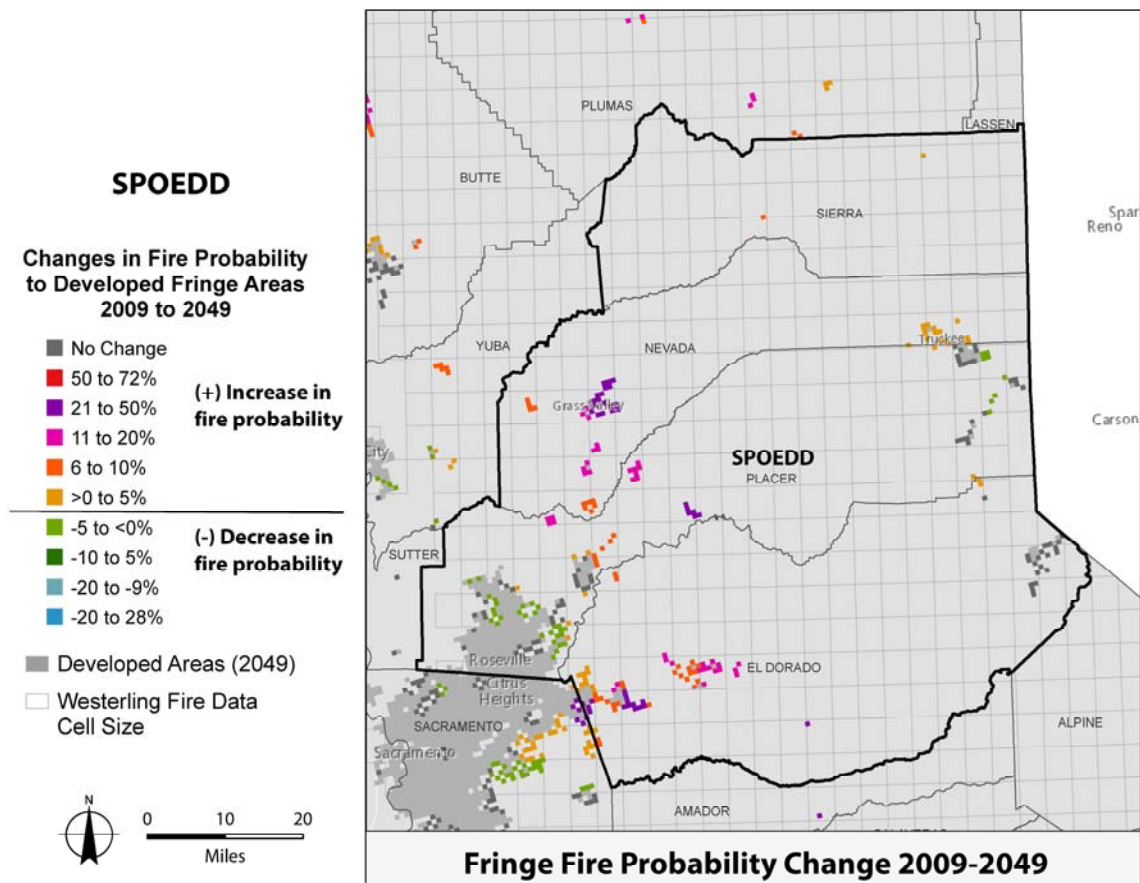 SPOEDD
Changes in Fire Probability
to Developed Fringe Areas
2009 to 2049
No Change
50 to 72%
21 to 50%
11 to 20%
6 to 10%
>0 to 5%
(+) Increase in
fire probability
-5 to <0%
-10 to 5%
-20 to -9%
-20 to 28%
(-) Decrease in
fire probability
Developed Areas (2049)
Westerling Fire Data
Cell Size
N
0 10 20
Miles
PLUMAS
LASSEN
BUTTE
SIERRA
Spar
Reno
YUBA
NEVADA
Truckee
Grass Valley
Carson
City
SPOEDD
PLACER
SUTTER
Roseville
EL DORADO
Citrus
Heights
SACRAMENTO
Sacramento
ALPINE
AMADOR
Fringe Fire Probability Change 2009-2049